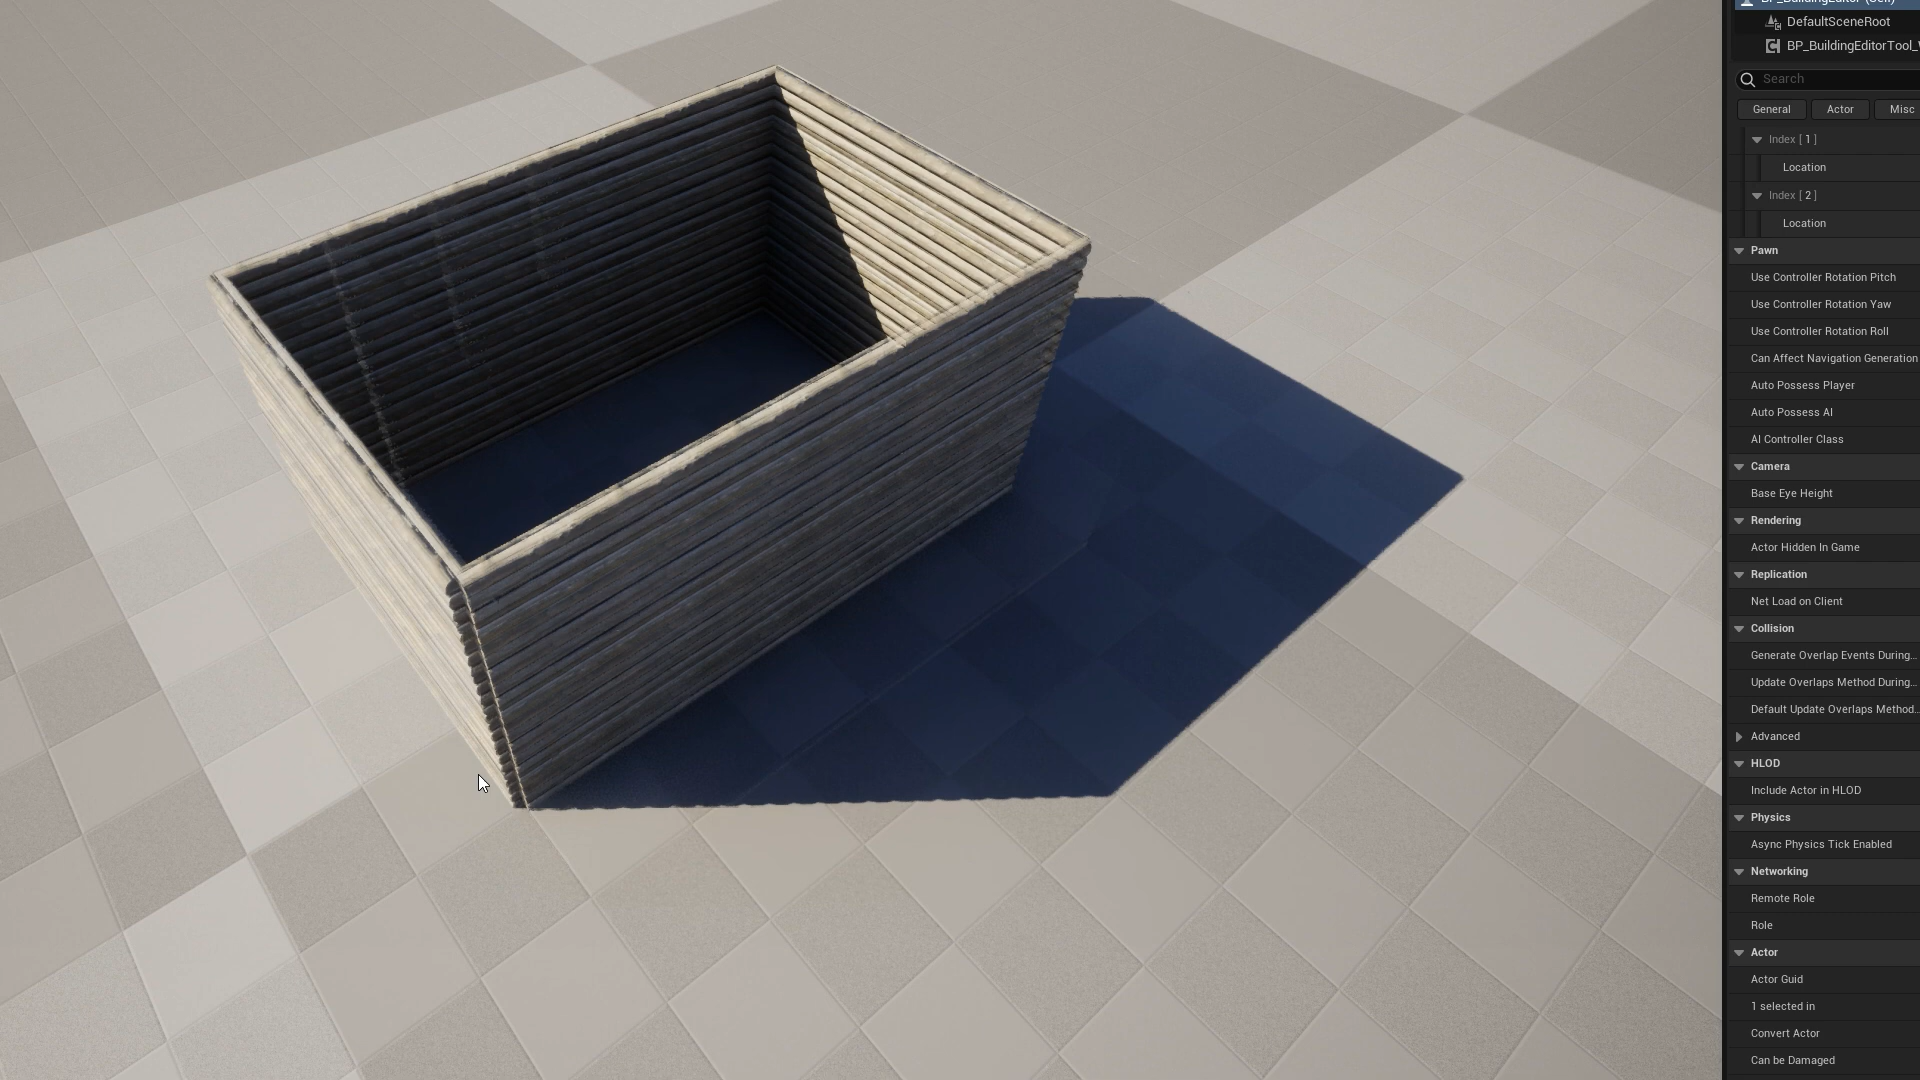 BP_BuildingEditor (Self)
DefaultSceneRoot
BP_BuildingEditorTool_
Search
General Actor Misc
Index [ 1 ]
Location
Index [ 2 ]
Location
Pawn
Use Controller Rotation Pitch
Use Controller Rotation Yaw
Use Controller Rotation Roll
Can Affect Navigation Generation
Auto Possess Player
Auto Possess AI
AI Controller Class
Camera
Base Eye Height
Rendering
Actor Hidden In Game
Replication
Net Load on Client
Collision
Generate Overlap Events During...
Update Overlaps Method During...
Default Update Overlaps Method...
Advanced
HLOD
Include Actor in HLOD
Physics
Async Physics Tick Enabled
Networking
Remote Role
Role
Actor
Actor Guid
1 selected in
Convert Actor
Can be Damaged